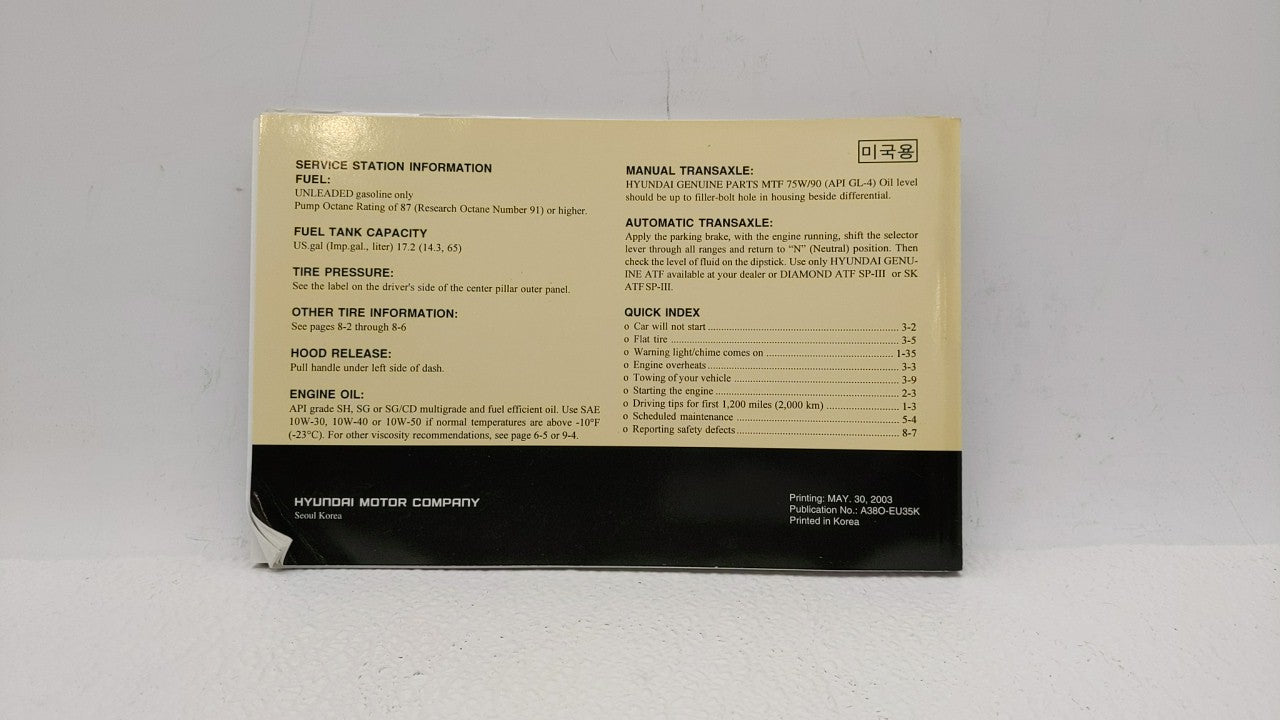 SERVICE STATION INFORMATION
FUEL:
UNLEADED gasoline only
Pump Octane Rating of 87 (Research Octane Number 91) or higher.
FUEL TANK CAPACITY
US.gal (Imp.gal., liter) 17.2 (14.3, 65)
TIRE PRESSURE:
See the label on the driver's side of the center pillar outer panel.
OTHER TIRE INFORMATION:
See pages 8-2 through 8-6
HOOD RELEASE:
Pull handle under left side of dash.
ENGINE OIL:
API grade SH, SG or SG/CD multigrade and fuel efficient oil. Use SAE
10W-30, 10W-40 or 10W-50 if normal temperatures are above -10°F
(-23°C). For other viscosity recommendations, see page 6-5 or 9-4.
미국용
MANUAL TRANSAXLE:
HYUNDAI GENUINE PARTS MTF 75W/90 (API GL-4) Oil level
should be up to filler-bolt hole in housing beside differential.
AUTOMATIC TRANSAXLE:
Apply the parking brake, with the engine running, shift the selector
lever through all ranges and return to “N” (Neutral) position. Then
check the level of fluid on the dipstick. Use only HYUNDAI GENU-
INE ATF available at your dealer or DIAMOND ATF SP-III or SK
ATF SP-III.
QUICK INDEX
o Car will not start ........ 3-2
o Flat tire ........ 3-5
o Warning light/chime comes on ........ 1-35
o Engine overheats ........ 3-3
o Towing of your vehicle ........ 3-9
o Starting the engine ........ 2-3
o Driving tips for first 1,200 miles (2,000 km) ........ 1-3
o Scheduled maintenance ........ 5-4
o Reporting safety defects ........ 8-7
HYUNDAI MOTOR COMPANY
Seoul Korea
Printing: MAY. 30, 2003
Publication No.: A38O-EU35K
Printed in Korea